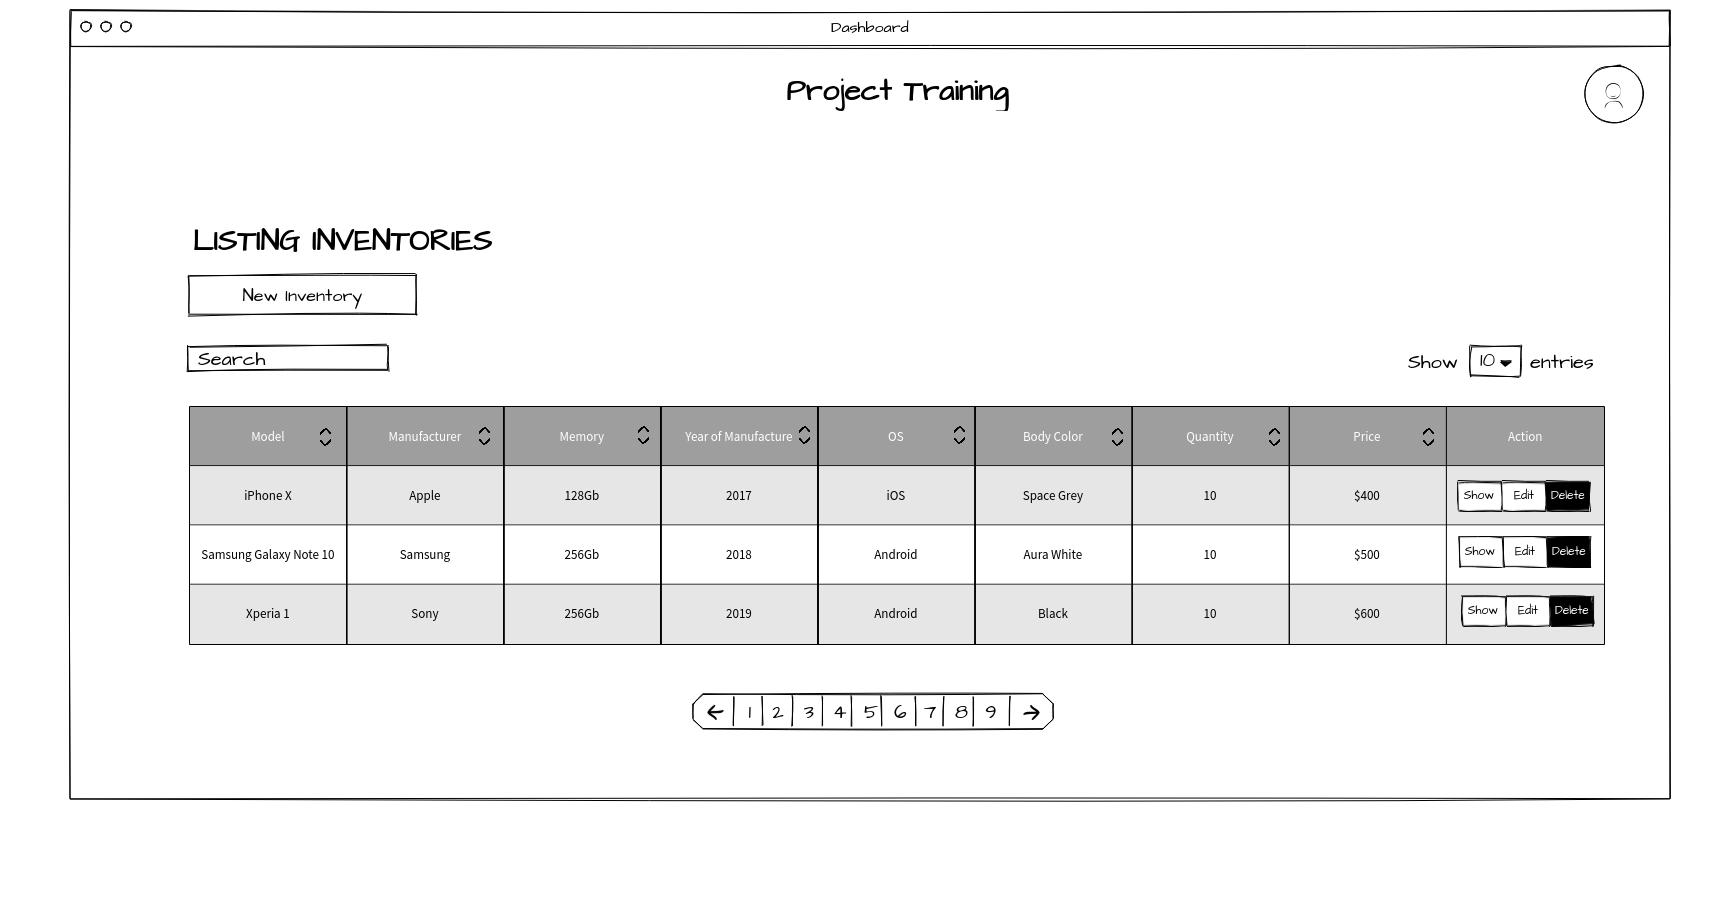 Dashboard
Project Training
LISTING INVENTORIES
New Inventory
Search
Show 10 entries
Model Manufacturer Memory Year of Manufacture OS Body Color Quantity Price Action
iPhone X Apple 128Gb 2017 iOS Space Grey 10 $400 Show Edit Delete
Samsung Galaxy Note 10 Samsung 256Gb 2018 Android Aura White 10 $500 Show Edit Delete
Xperia 1 Sony 256Gb 2019 Android Black 10 $600 Show Edit Delete
1 2 3 4 5 6 7 8 9